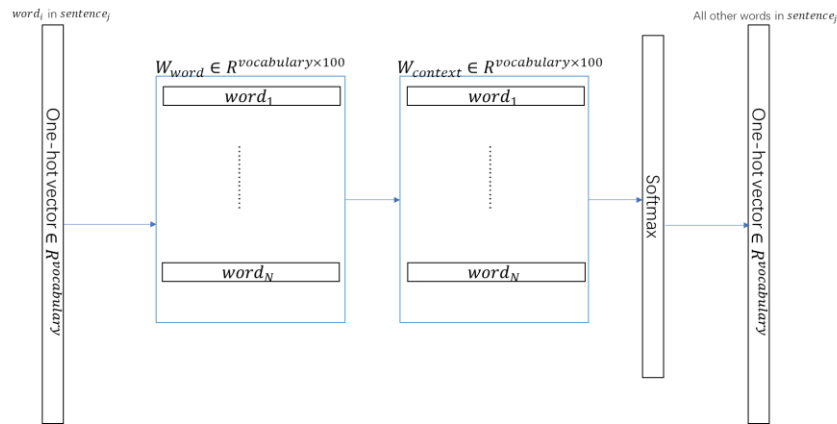 word_i in sentence_j
All other words in sentence_j
W_word ∈ R^vocabulary×100
W_context ∈ R^vocabulary×100
One-hot vector ∈ R^vocabulary
word_1
word_N
word_1
word_N
Softmax
One-hot vector ∈ R^vocabulary